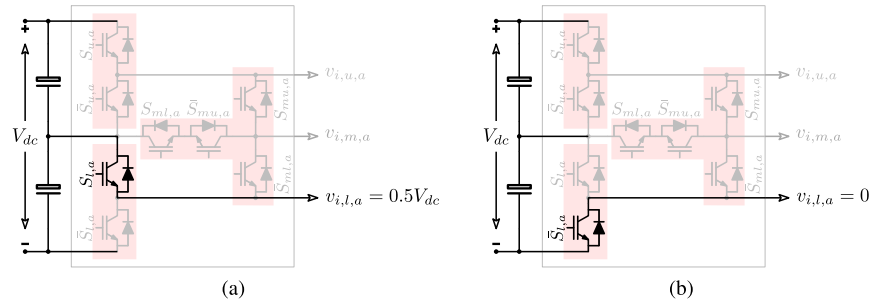 +
S_{u,a}
v_{i,u,a}
S̄_{u,a}
S_{ml,a}
S̄_{mu,a}
S_{mu,a}
V_{dc}
v_{i,m,a}
S_{l,a}
S̄_{ml,a}
v_{i,l,a} = 0.5V_{dc}
S̄_{l,a}
−
(a)
+
S_{u,a}
v_{i,u,a}
S̄_{u,a}
S_{ml,a}
S̄_{mu,a}
S_{mu,a}
V_{dc}
v_{i,m,a}
S_{l,a}
S̄_{ml,a}
v_{i,l,a} = 0
S̄_{l,a}
−
(b)